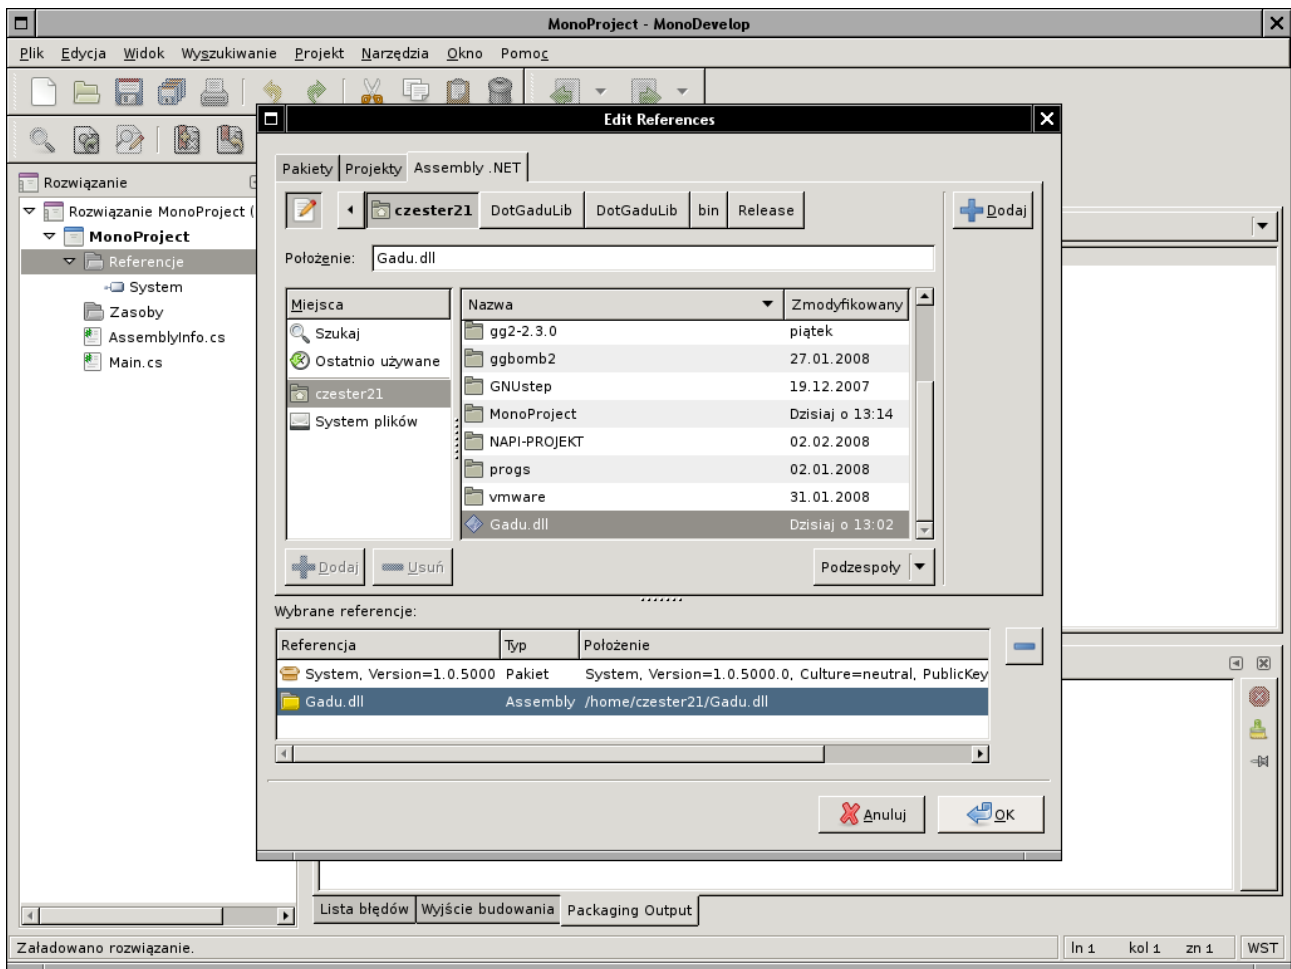 MonoProject - MonoDevelop
Plik Edycja Widok Wyszukiwanie Projekt Narzędzia Okno Pomoc
Edit References
Pakiety Projekty Assembly .NET
Rozwiązanie
czester21 DotGaduLib DotGaduLib bin Release Dodaj
Rozwiązanie MonoProject (
MonoProject
Referencje
System
Zasoby
AssemblyInfo.cs
Main.cs
Położenie: Gadu.dll
Miejsca
Szukaj
Ostatnio używane
czester21
System plików
Nazwa Zmodyfikowany
gg2-2.3.0 piątek
ggbomb2 27.01.2008
GNUstep 19.12.2007
MonoProject Dzisiaj o 13:14
NAPI-PROJEKT 02.02.2008
progs 02.01.2008
vmware 31.01.2008
Gadu.dll Dzisiaj o 13:02
Dodaj Usuń Podzespoły
Wybrane referencje:
Referencja Typ Położenie
System, Version=1.0.5000 Pakiet System, Version=1.0.5000.0, Culture=neutral, PublicKey
Gadu.dll Assembly /home/czester21/Gadu.dll
Anuluj OK
Lista błędów Wyjście budowania Packaging Output
Załadowano rozwiązanie. ln 1 kol 1 zn 1 WST